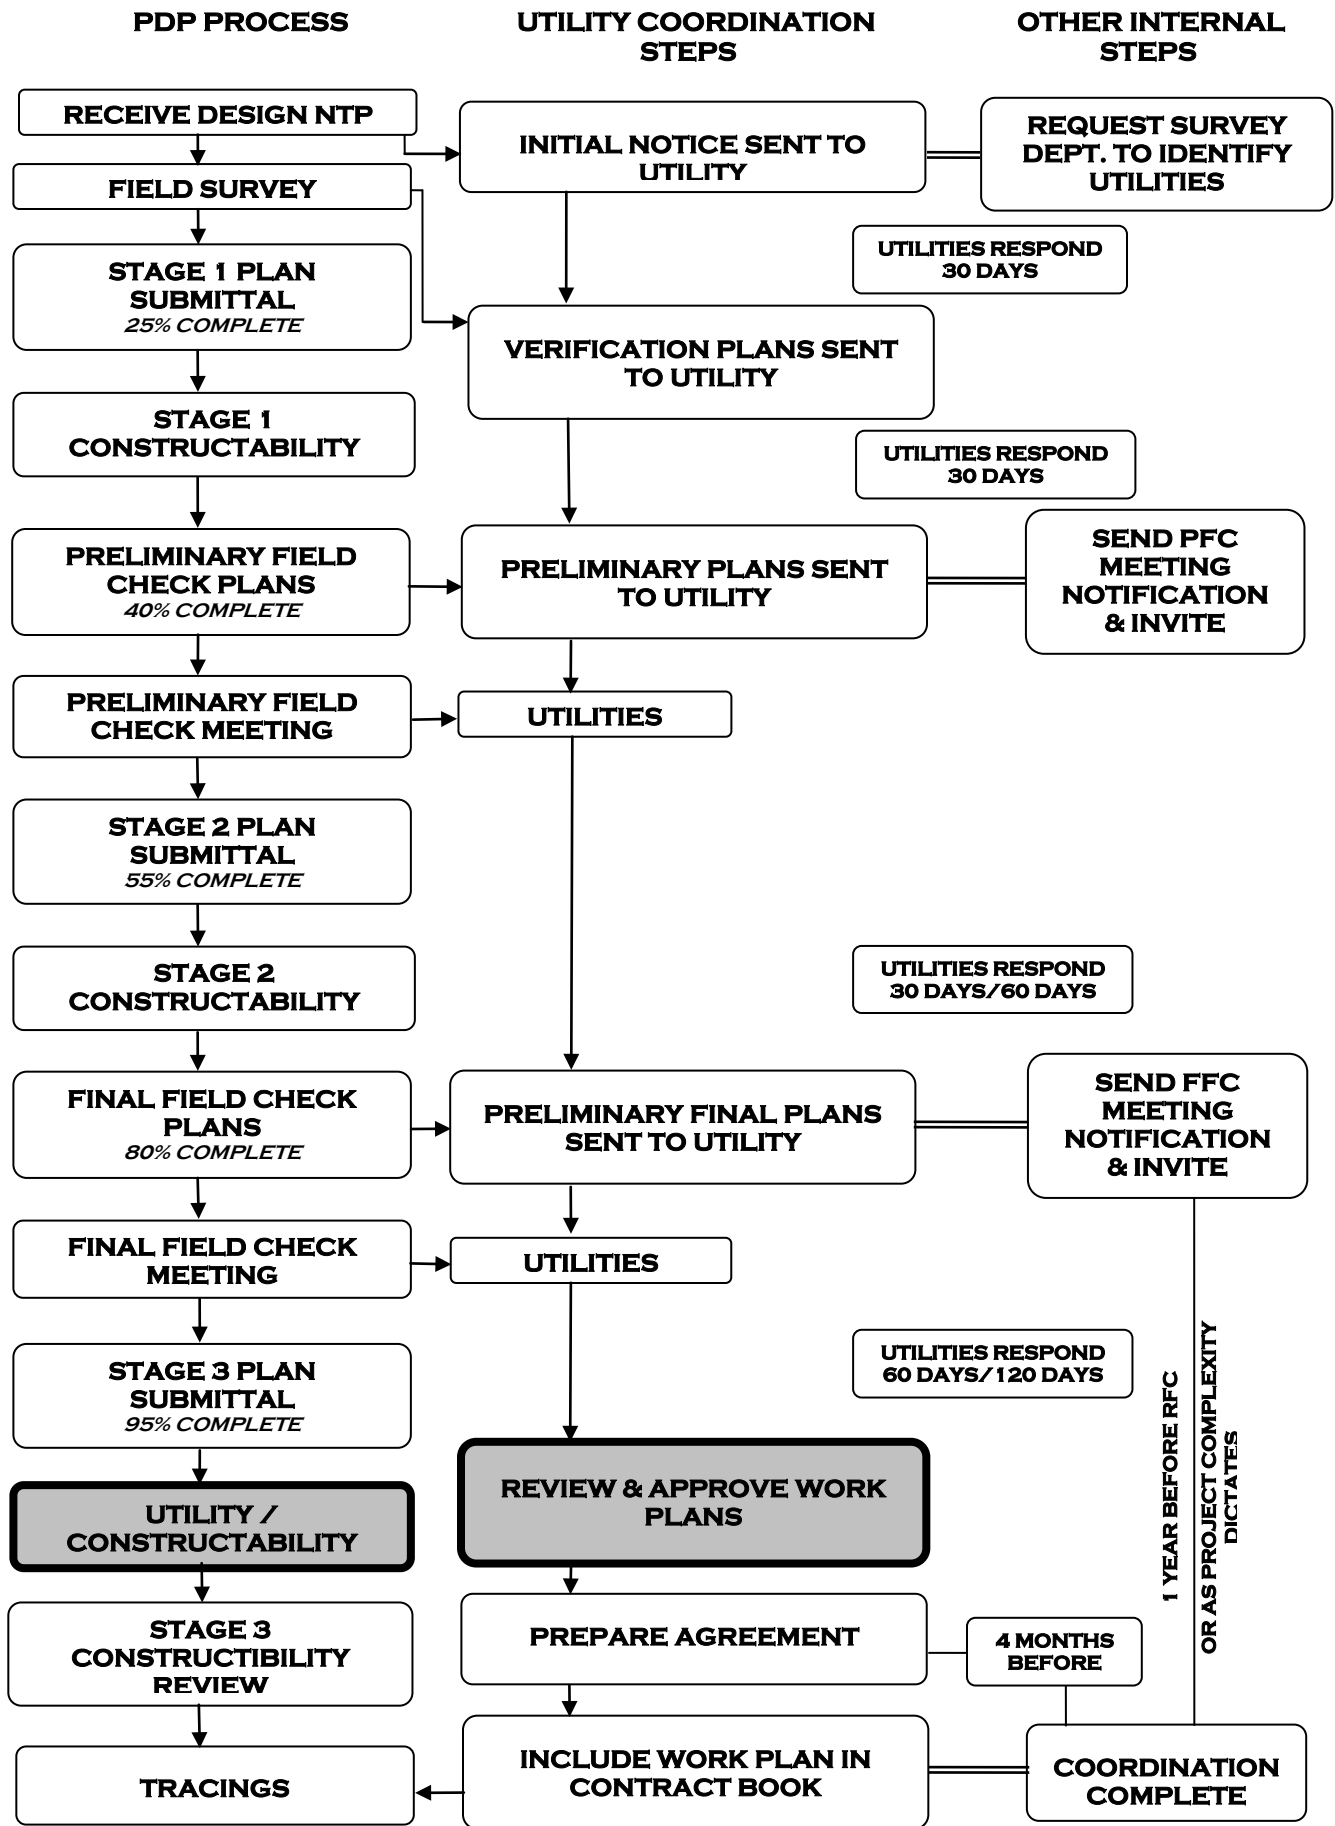 PDP PROCESS
UTILITY COORDINATION
STEPS
OTHER INTERNAL
STEPS
RECEIVE DESIGN NTP
INITIAL NOTICE SENT TO
UTILITY
REQUEST SURVEY
DEPT. TO IDENTIFY
UTILITIES
FIELD SURVEY
UTILITIES RESPOND
30 DAYS
STAGE 1 PLAN
SUBMITTAL
25% COMPLETE
VERIFICATION PLANS SENT
TO UTILITY
STAGE 1
CONSTRUCTABILITY
UTILITIES RESPOND
30 DAYS
PRELIMINARY FIELD
CHECK PLANS
40% COMPLETE
PRELIMINARY PLANS SENT
TO UTILITY
SEND PFC
MEETING
NOTIFICATION
& INVITE
PRELIMINARY FIELD
CHECK MEETING
UTILITIES
STAGE 2 PLAN
SUBMITTAL
55% COMPLETE
STAGE 2
CONSTRUCTABILITY
UTILITIES RESPOND
30 DAYS/60 DAYS
FINAL FIELD CHECK
PLANS
80% COMPLETE
PRELIMINARY FINAL PLANS
SENT TO UTILITY
SEND FFC
MEETING
NOTIFICATION
& INVITE
FINAL FIELD CHECK
MEETING
UTILITIES
STAGE 3 PLAN
SUBMITTAL
95% COMPLETE
UTILITIES RESPOND
60 DAYS/120 DAYS
1 YEAR BEFORE RFC
OR AS PROJECT COMPLEXITY
DICTATES
UTILITY /
CONSTRUCTABILITY
REVIEW & APPROVE WORK
PLANS
STAGE 3
CONSTRUCTIBILITY
REVIEW
PREPARE AGREEMENT
4 MONTHS
BEFORE
TRACINGS
INCLUDE WORK PLAN IN
CONTRACT BOOK
COORDINATION
COMPLETE